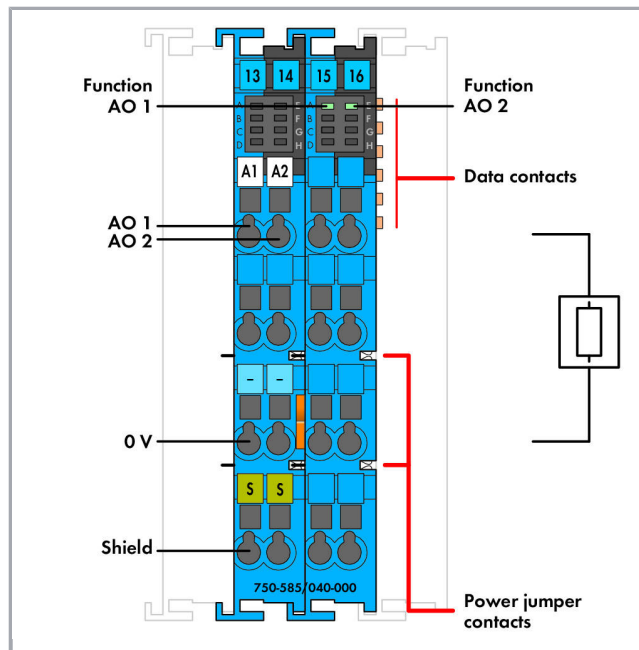 13 14 15 16
Function
AO 1
Function
AO 2
A E A E
B F B F
C G C G
D H D H
A1 A2
Data contacts
AO 1
AO 2
- -
0 V
S S
Shield
750-585/040-000
Power jumper
contacts